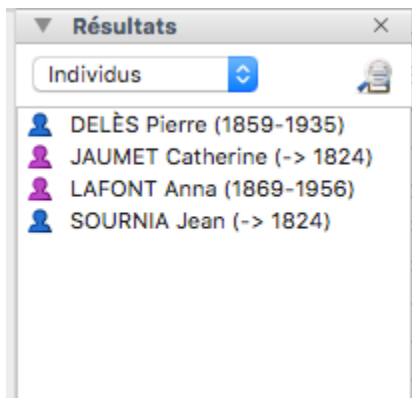 Résultats
Individus
DELÈS Pierre (1859-1935)
JAUMET Catherine (-> 1824)
LAFONT Anna (1869-1956)
SOURNIA Jean (-> 1824)